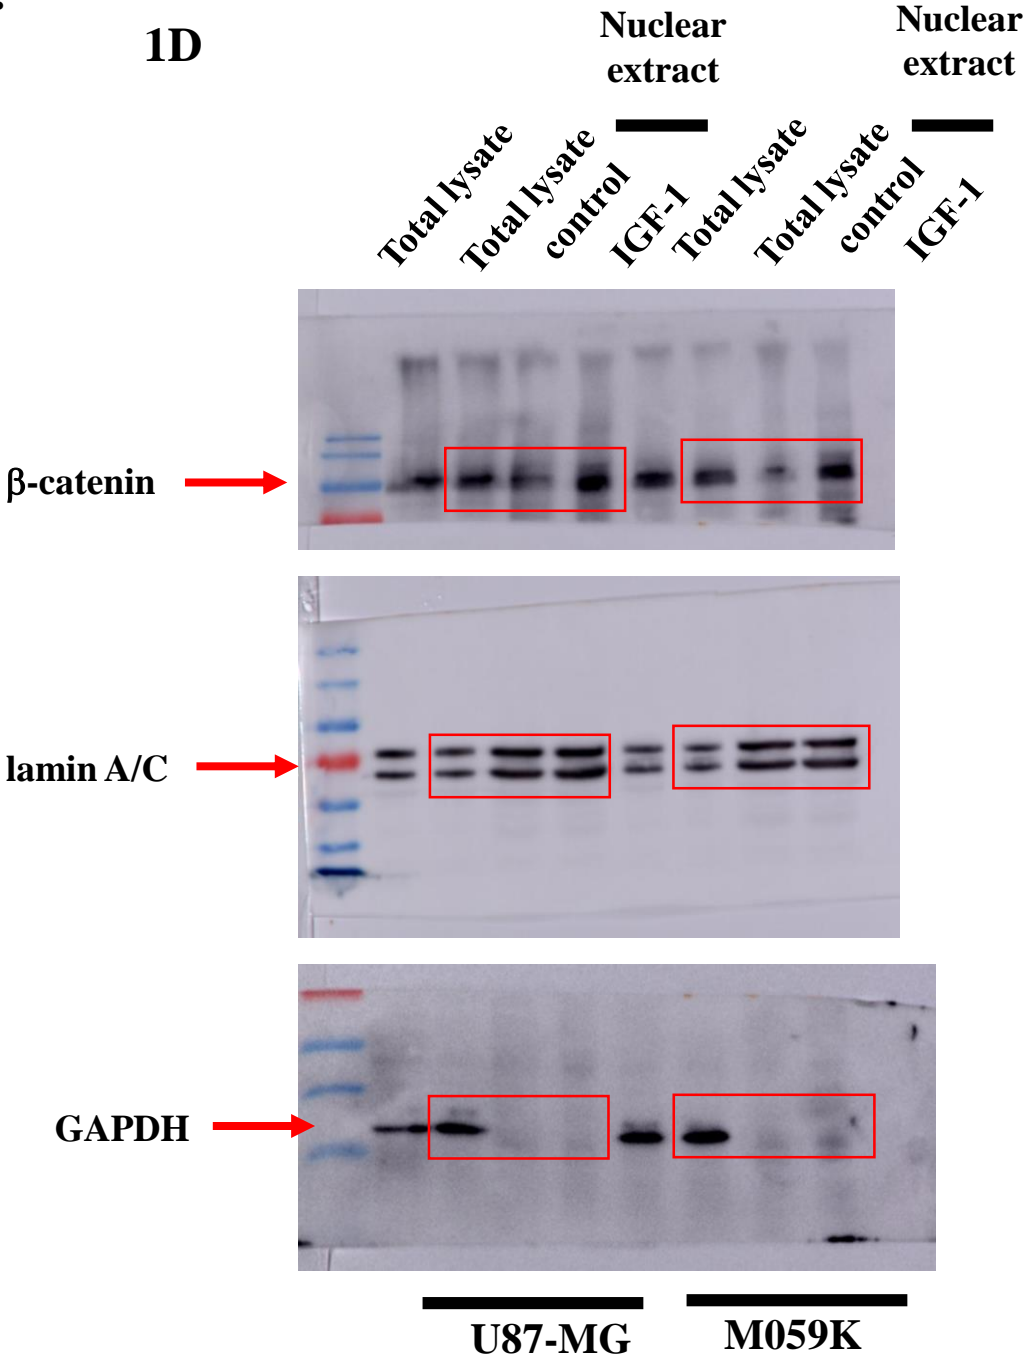 1D
Nuclear
extract
Nuclear
extract
Total lysate
Total lysate
control
IGF-1
Total lysate
Total lysate
control
IGF-1
β-catenin
lamin A/C
GAPDH
U87-MG
M059K